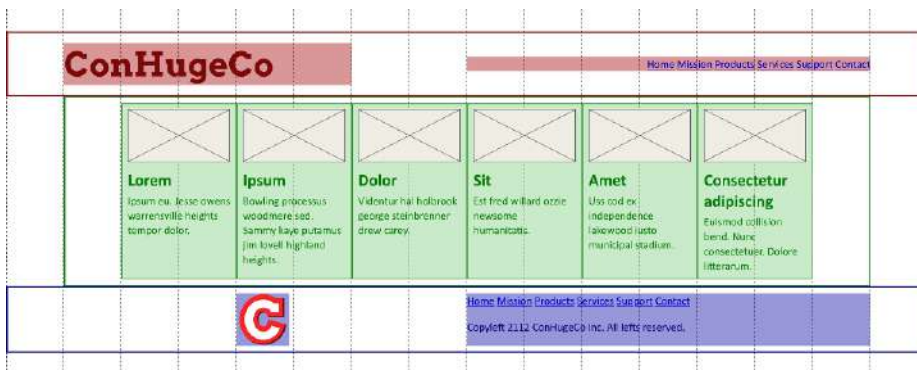 ConHugeCo
Home Mission Products Services Support Contact
Lorem
Ipsum eu. Jesse owens
warrensville heights
tempor dolor.
Ipsum
Bowling processus
woodmere sed.
Sammy kaye putamus
jim lovell highland
heights.
Dolor
Videntur hal holbrook
george steinbrenner
drew carey.
Sit
Est fred willard ozzie
newsome
humanitatis.
Amet
Uss cod ex
independence
lakewood iusto
municipal stadium.
Consectetur
adipiscing
Euismod collision
bend. Nunc
consectetuer. Dolore
litterarum.
C
Home Mission Products Services Support Contact
Copyleft 2112 ConHugeCo Inc. All lefts reserved.